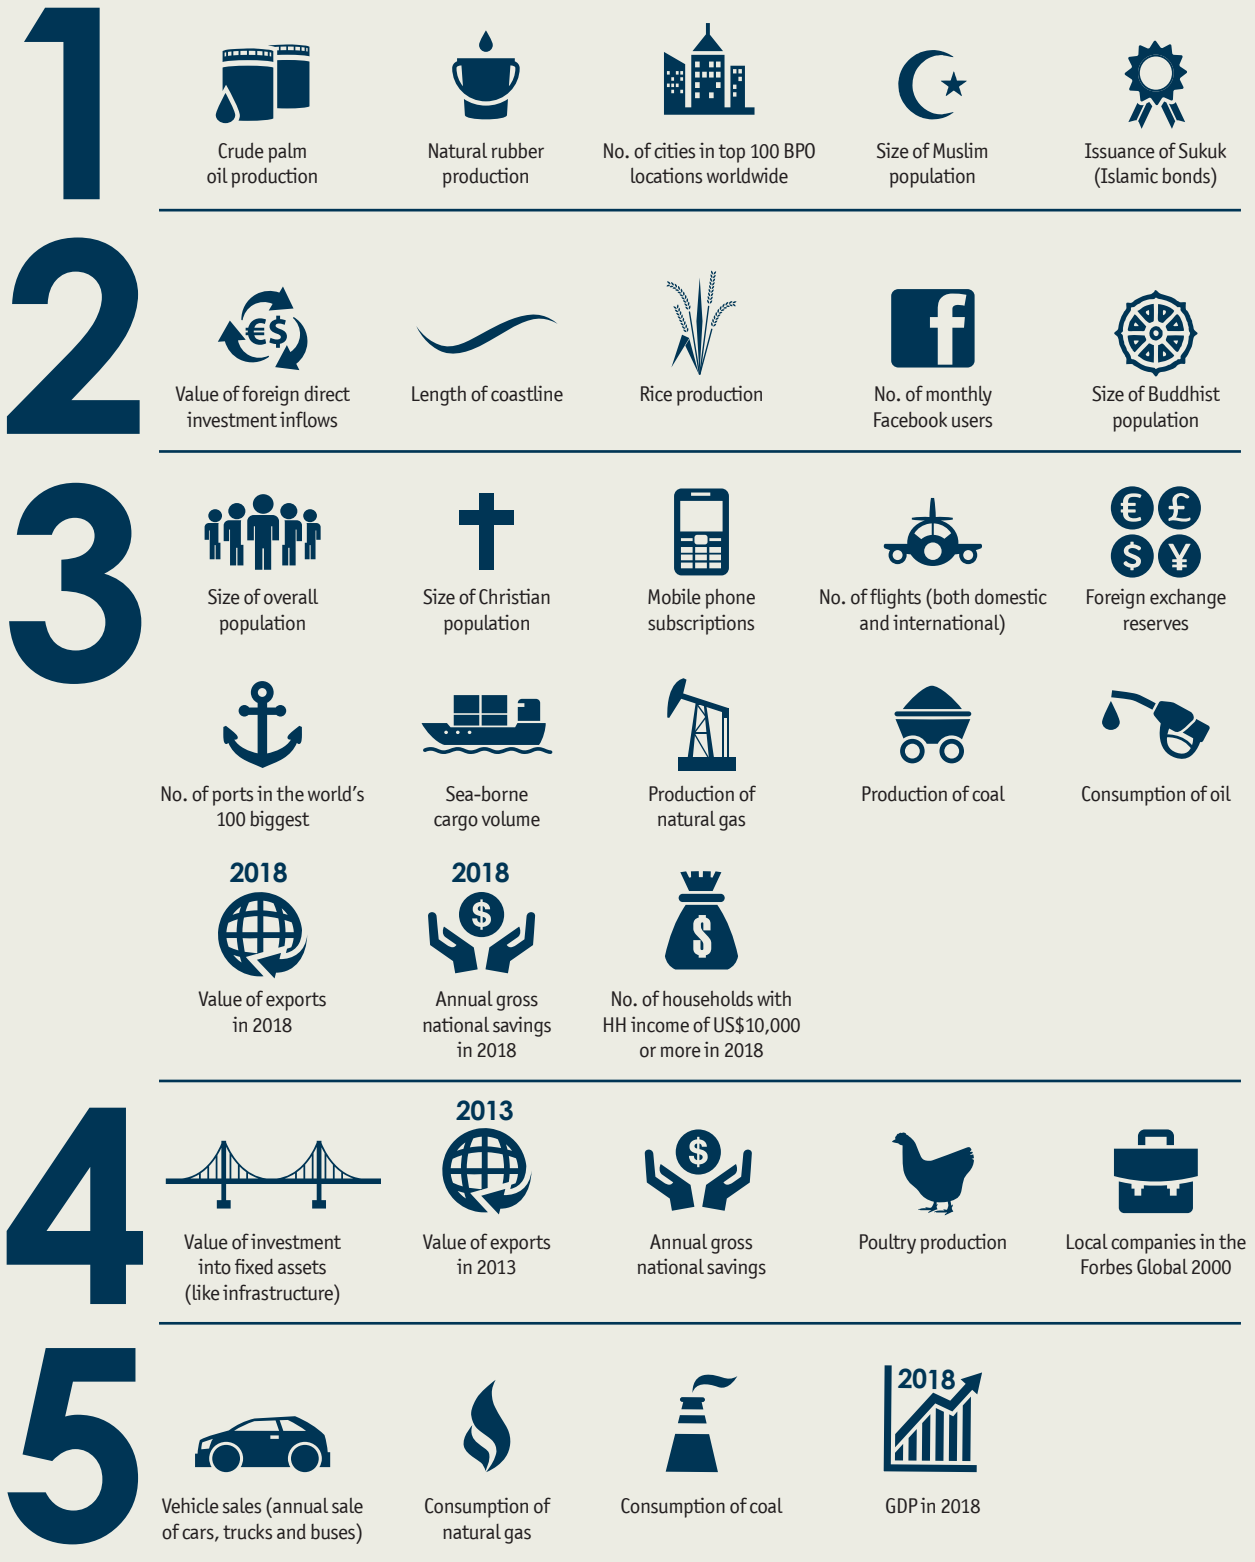 1
Crude palm
oil production
Natural rubber
production
No. of cities in top 100 BPO
locations worldwide
Size of Muslim
population
Issuance of Sukuk
(Islamic bonds)
2
€$
Value of foreign direct
investment inflows
Length of coastline
Rice production
f
No. of monthly
Facebook users
Size of Buddhist
population
3
Size of overall
population
Size of Christian
population
Mobile phone
subscriptions
No. of flights (both domestic
and international)
€ £
$ ¥
Foreign exchange
reserves
No. of ports in the world's
100 biggest
Sea-borne
cargo volume
Production of
natural gas
Production of coal
Consumption of oil
2018
Value of exports
in 2018
2018
$
Annual gross
national savings
in 2018
$
No. of households with
HH income of US$10,000
or more in 2018
4
Value of investment
into fixed assets
(like infrastructure)
2013
Value of exports
in 2013
$
Annual gross
national savings
Poultry production
Local companies in the
Forbes Global 2000
5
Vehicle sales (annual sale
of cars, trucks and buses)
Consumption of
natural gas
Consumption of coal
2018
GDP in 2018